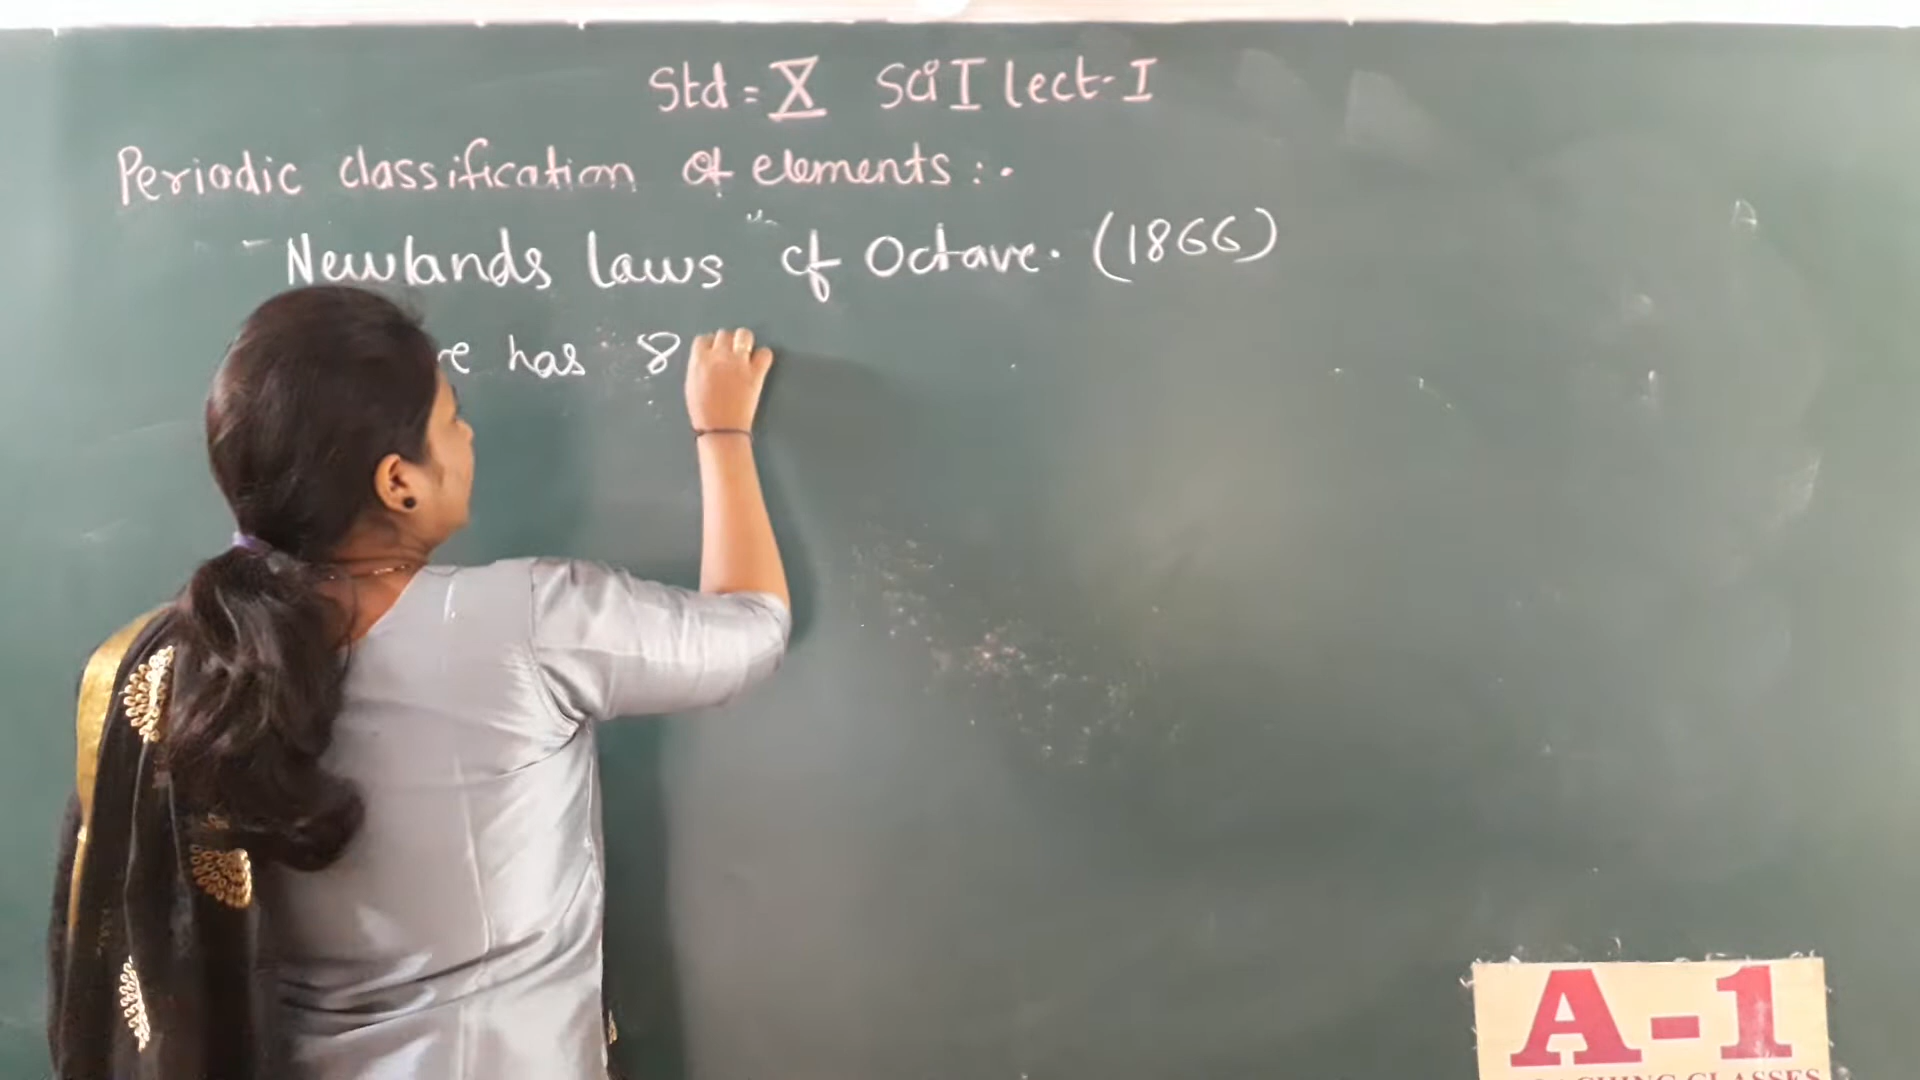 Std = X Sci I lect. I
Periodic classification of elements :.
Newlands laws of Octave. (1866)
has 8
A-1